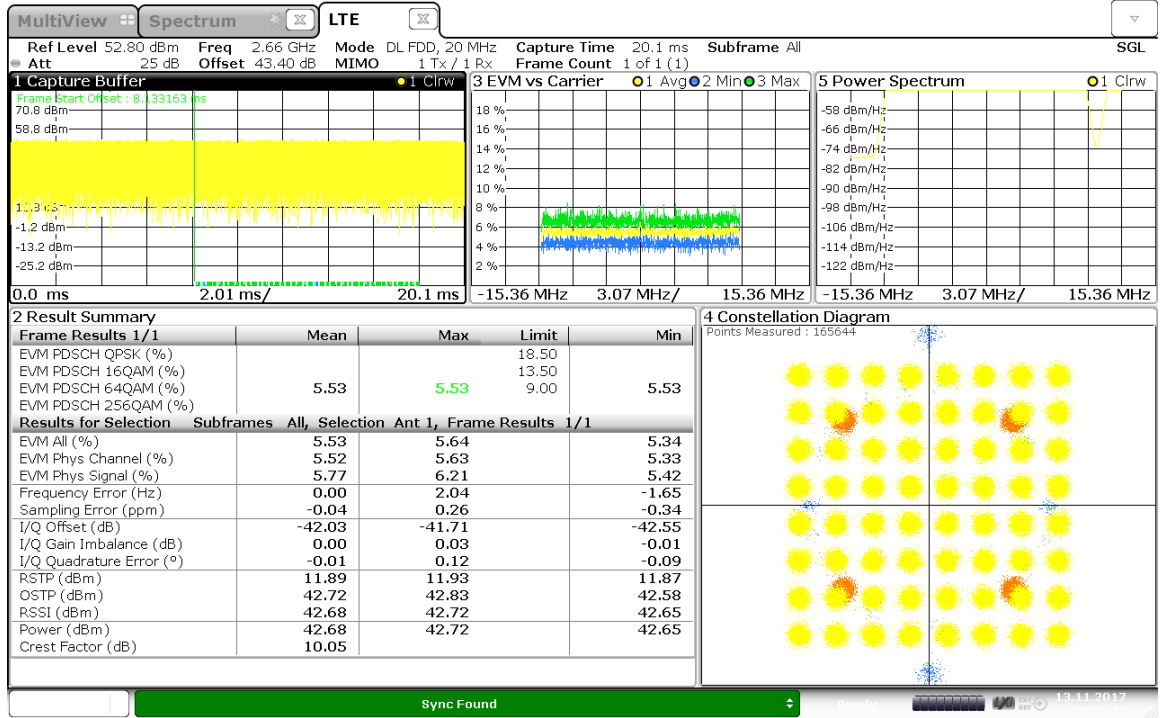 MultiView Spectrum LTE
Ref Level 52.80 dBm Freq 2.66 GHz Mode DL FDD, 20 MHz Capture Time 20.1 ms Subframe All SGL
Att 25 dB Offset 43.40 dB MIMO 1 Tx / 1 Rx Frame Count 1 of 1 (1)
1 Capture Buffer 1 Clrw
Frame Start Offset : 8.133163 ms
70.8 dBm
58.8 dBm
-1.2 dBm
-13.2 dBm
-25.2 dBm
0.0 ms 2.01 ms/ 20.1 ms
3 EVM vs Carrier 1 Avg 2 Min 3 Max
18 %
16 %
14 %
12 %
10 %
8 %
6 %
4 %
2 %
-15.36 MHz 3.07 MHz/ 15.36 MHz
5 Power Spectrum 1 Clrw
-58 dBm/Hz
-66 dBm/Hz
-74 dBm/Hz
-82 dBm/Hz
-90 dBm/Hz
-98 dBm/Hz
-106 dBm/Hz
-114 dBm/Hz
-122 dBm/Hz
-15.36 MHz 3.07 MHz/ 15.36 MHz
2 Result Summary
Frame Results 1/1 Mean Max Limit Min
EVM PDSCH QPSK (%) 18.50
EVM PDSCH 16QAM (%) 13.50
EVM PDSCH 64QAM (%) 5.53 5.53 9.00 5.53
EVM PDSCH 256QAM (%)
Results for Selection Subframes All, Selection Ant 1, Frame Results 1/1
EVM All (%) 5.53 5.64 5.34
EVM Phys Channel (%) 5.52 5.63 5.33
EVM Phys Signal (%) 5.77 6.21 5.42
Frequency Error (Hz) 0.00 2.04 -1.65
Sampling Error (ppm) -0.04 0.26 -0.34
I/Q Offset (dB) -42.03 -41.71 -42.55
I/Q Gain Imbalance (dB) 0.00 0.03 -0.01
I/Q Quadrature Error (°) -0.01 0.12 -0.09
RSTP (dBm) 11.89 11.93 11.87
OSTP (dBm) 42.72 42.83 42.58
RSSI (dBm) 42.68 42.72 42.65
Power (dBm) 42.68 42.72 42.65
Crest Factor (dB) 10.05
4 Constellation Diagram
Points Measured : 165644
Sync Found
Ready
LXI
13.11.2017